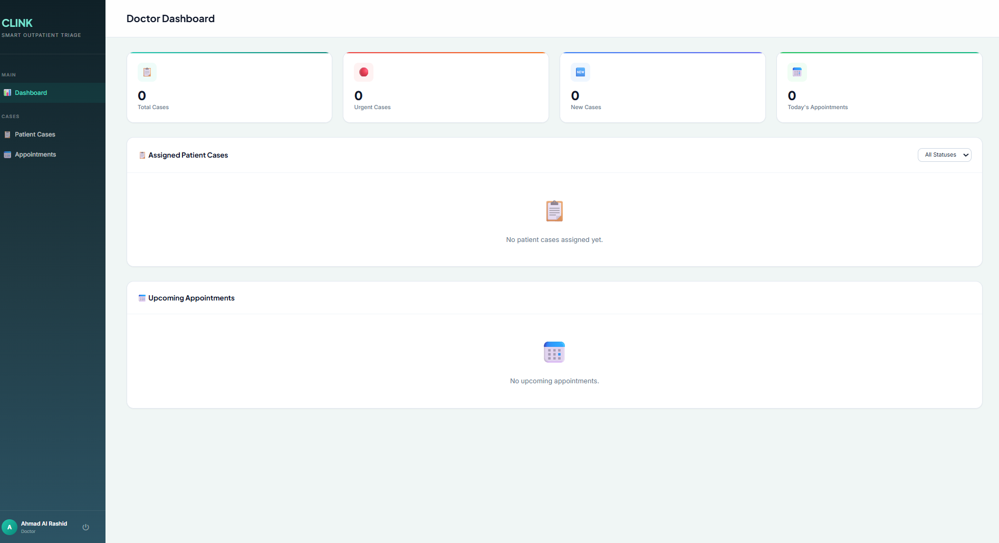 CLINK
SMART OUTPATIENT TRIAGE
MAIN
Dashboard
CASES
Patient Cases
Appointments
Ahmad Al Rashid
Doctor
A
Doctor Dashboard
0
Total Cases
0
Urgent Cases
NEW
0
New Cases
0
Today's Appointments
Assigned Patient Cases
All Statuses
No patient cases assigned yet.
Upcoming Appointments
No upcoming appointments.